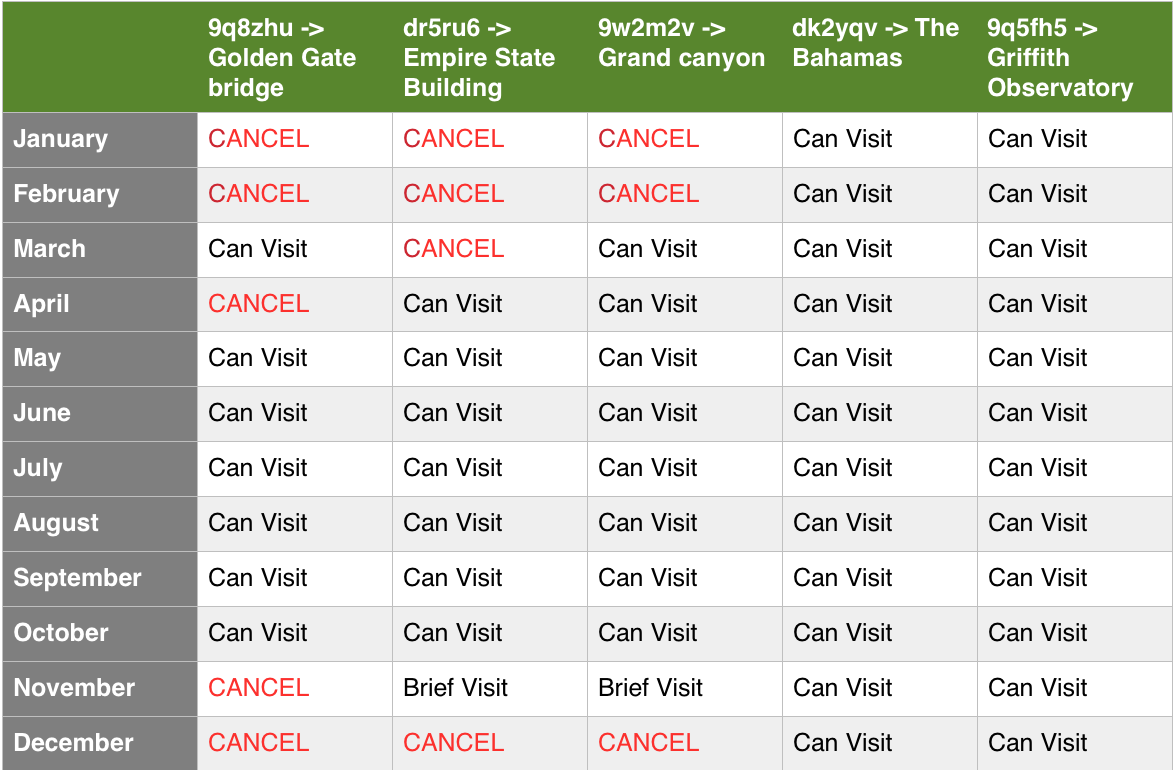 9q8zhu -> Golden Gate bridge
dr5ru6 -> Empire State Building
9w2m2v -> Grand canyon
dk2yqv -> The Bahamas
9q5fh5 -> Griffith Observatory
January CANCEL CANCEL CANCEL Can Visit Can Visit
February CANCEL CANCEL CANCEL Can Visit Can Visit
March Can Visit CANCEL Can Visit Can Visit Can Visit
April CANCEL Can Visit Can Visit Can Visit Can Visit
May Can Visit Can Visit Can Visit Can Visit Can Visit
June Can Visit Can Visit Can Visit Can Visit Can Visit
July Can Visit Can Visit Can Visit Can Visit Can Visit
August Can Visit Can Visit Can Visit Can Visit Can Visit
September Can Visit Can Visit Can Visit Can Visit Can Visit
October Can Visit Can Visit Can Visit Can Visit Can Visit
November CANCEL Brief Visit Brief Visit Can Visit Can Visit
December CANCEL CANCEL CANCEL Can Visit Can Visit